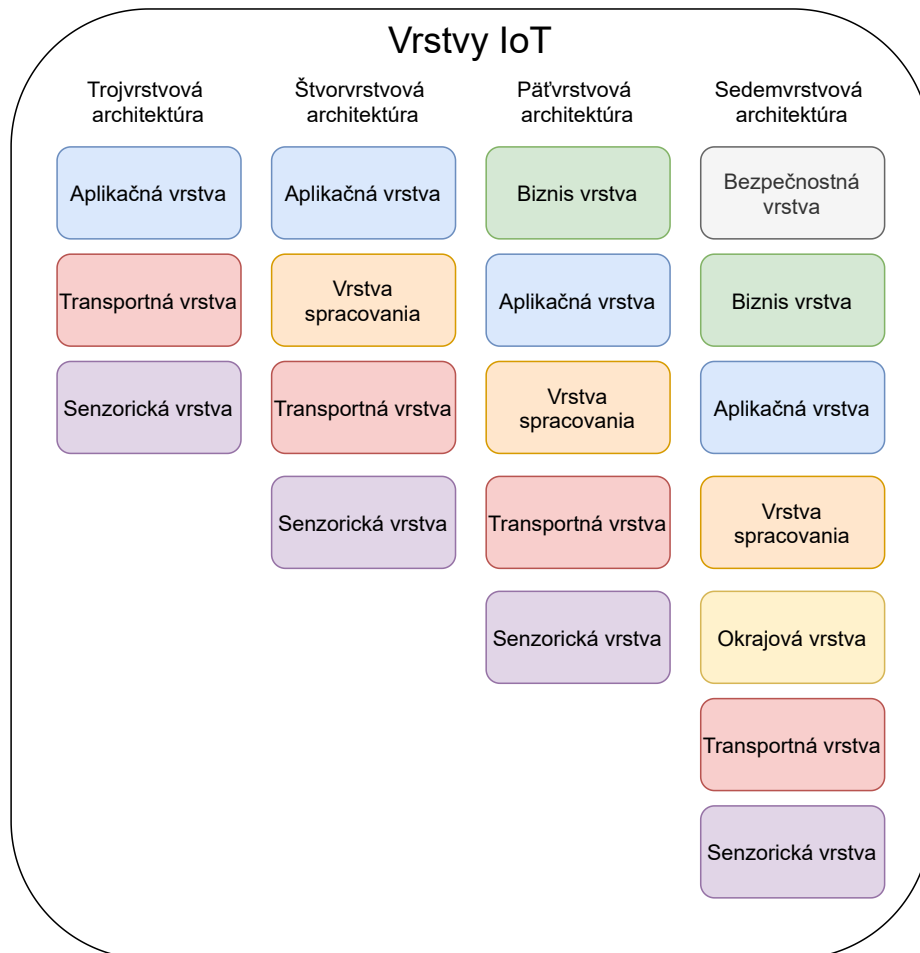 Vrstvy IoT
Trojvrstvová
architektúra
Aplikačná vrstva
Transportná vrstva
Senzorická vrstva
Štvorvrstvová
architektúra
Aplikačná vrstva
Vrstva
spracovania
Transportná vrstva
Senzorická vrstva
Päťvrstvová
architektúra
Biznis vrstva
Aplikačná vrstva
Vrstva
spracovania
Transportná vrstva
Senzorická vrstva
Sedemvrstvová
architektúra
Bezpečnostná
vrstva
Biznis vrstva
Aplikačná vrstva
Vrstva
spracovania
Okrajová vrstva
Transportná vrstva
Senzorická vrstva